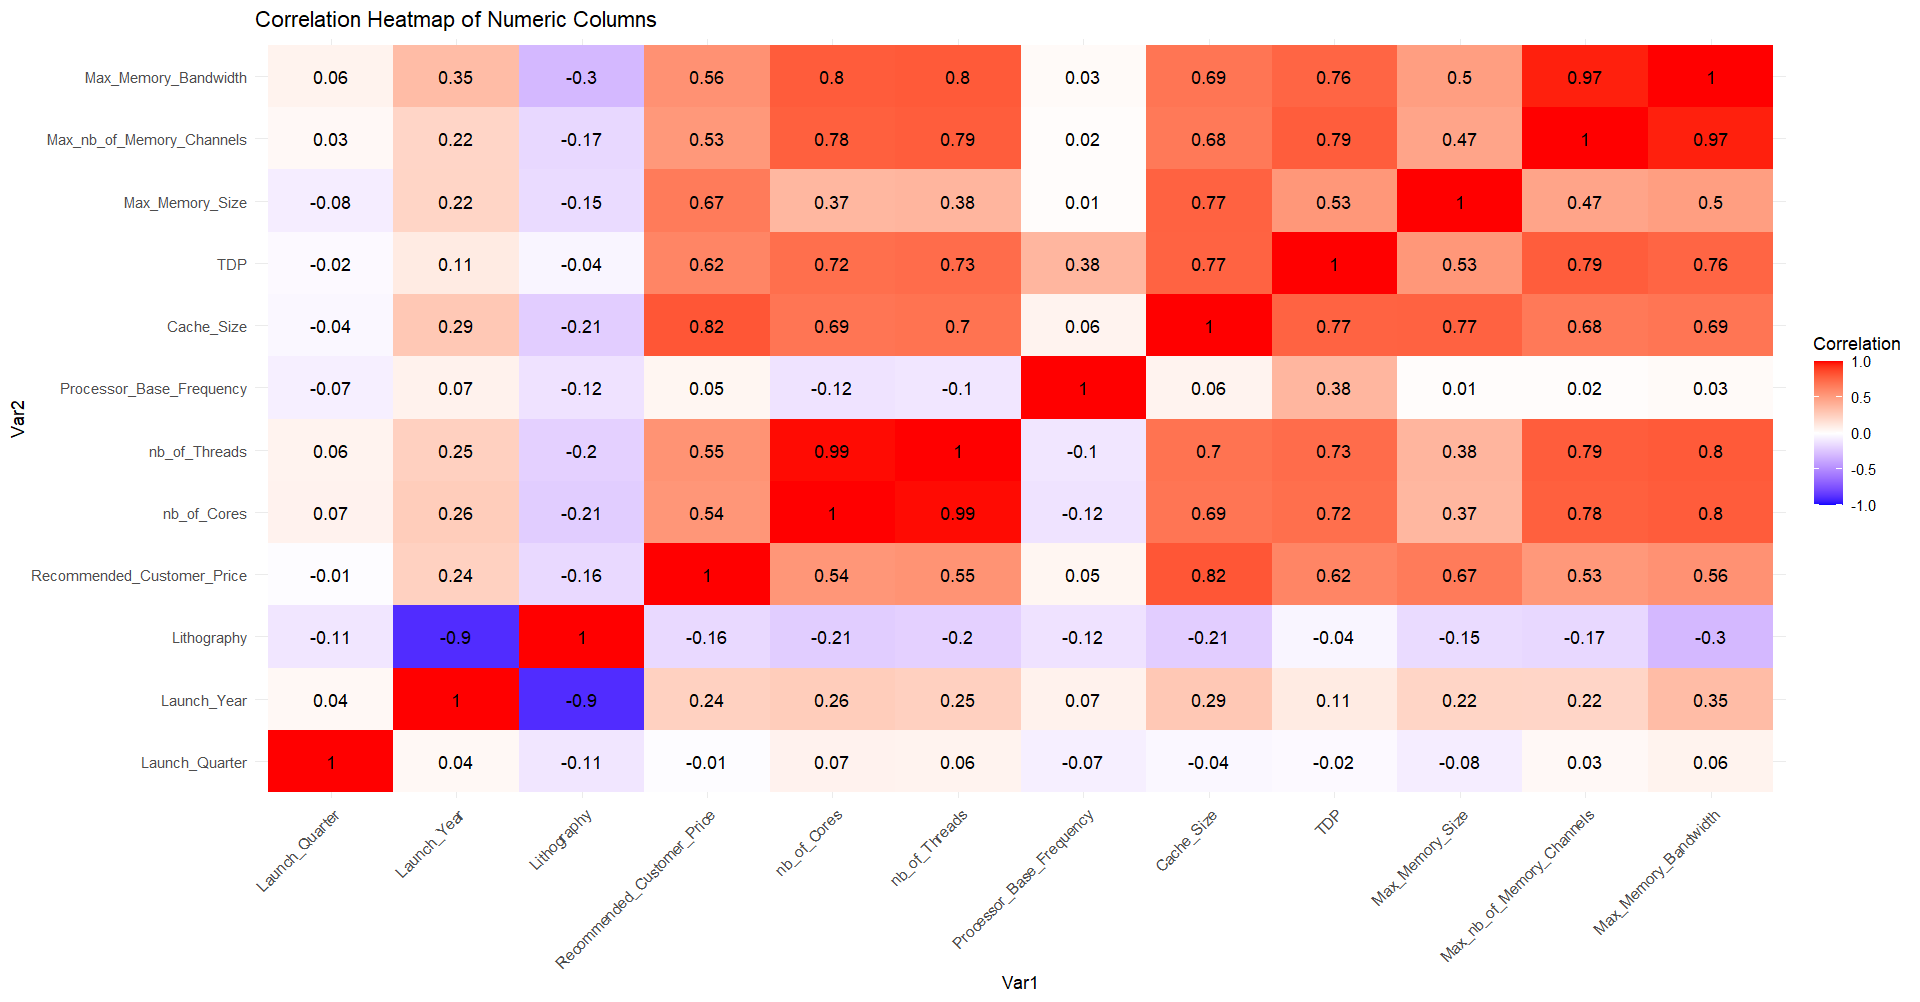 Correlation Heatmap of Numeric Columns
Max_Memory_Bandwidth 0.06 0.35 -0.3 0.56 0.8 0.8 0.03 0.69 0.76 0.5 0.97 1
Max_nb_of_Memory_Channels 0.03 0.22 -0.17 0.53 0.78 0.79 0.02 0.68 0.79 0.47 1 0.97
Max_Memory_Size -0.08 0.22 -0.15 0.67 0.37 0.38 0.01 0.77 0.53 1 0.47 0.5
TDP -0.02 0.11 -0.04 0.62 0.72 0.73 0.38 0.77 1 0.53 0.79 0.76
Cache_Size -0.04 0.29 -0.21 0.82 0.69 0.7 0.06 1 0.77 0.77 0.68 0.69
Processor_Base_Frequency -0.07 0.07 -0.12 0.05 -0.12 -0.1 1 0.06 0.38 0.01 0.02 0.03
nb_of_Threads 0.06 0.25 -0.2 0.55 0.99 1 -0.1 0.7 0.73 0.38 0.79 0.8
nb_of_Cores 0.07 0.26 -0.21 0.54 1 0.99 -0.12 0.69 0.72 0.37 0.78 0.8
Recommended_Customer_Price -0.01 0.24 -0.16 1 0.54 0.55 0.05 0.82 0.62 0.67 0.53 0.56
Lithography -0.11 -0.9 1 -0.16 -0.21 -0.2 -0.12 -0.21 -0.04 -0.15 -0.17 -0.3
Launch_Year 0.04 1 -0.9 0.24 0.26 0.25 0.07 0.29 0.11 0.22 0.22 0.35
Launch_Quarter 1 0.04 -0.11 -0.01 0.07 0.06 -0.07 -0.04 -0.02 -0.08 0.03 0.06
Var2
Launch_Quarter
Launch_Year
Lithography
Recommended_Customer_Price
nb_of_Cores
nb_of_Threads
Processor_Base_Frequency
Cache_Size
TDP
Max_Memory_Size
Max_nb_of_Memory_Channels
Max_Memory_Bandwidth
Var1
Correlation
1.0
0.5
0.0
-0.5
-1.0